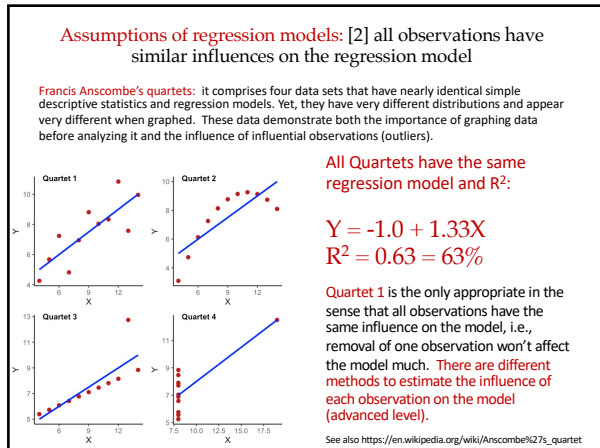 Assumptions of regression models: [2] all observations have
similar influences on the regression model
Francis Anscombe's quartets: it comprises four data sets that have nearly identical simple
descriptive statistics and regression models. Yet, they have very different distributions and appear
very different when graphed. These data demonstrate both the importance of graphing data
before analyzing it and the influence of influential observations (outliers).
Quartet 1
10
8
6
4
Y
6
9
12
X
Quartet 2
10
8
6
4
Y
6
9
12
X
Quartet 3
13
11
9
7
5
Y
6
9
12
X
Quartet 4
13
11
9
7
5
Y
7.5
10.0
12.5
15.0
17.5
X
All Quartets have the same
regression model and R²:
Y = -1.0 + 1.33X
R² = 0.63 = 63%
Quartet 1 is the only appropriate in the
sense that all observations have the
same influence on the model, i.e.,
removal of one observation won't affect
the model much. There are different
methods to estimate the influence of
each observation on the model
(advanced level).
See also https://en.wikipedia.org/wiki/Anscombe%27s_quartet